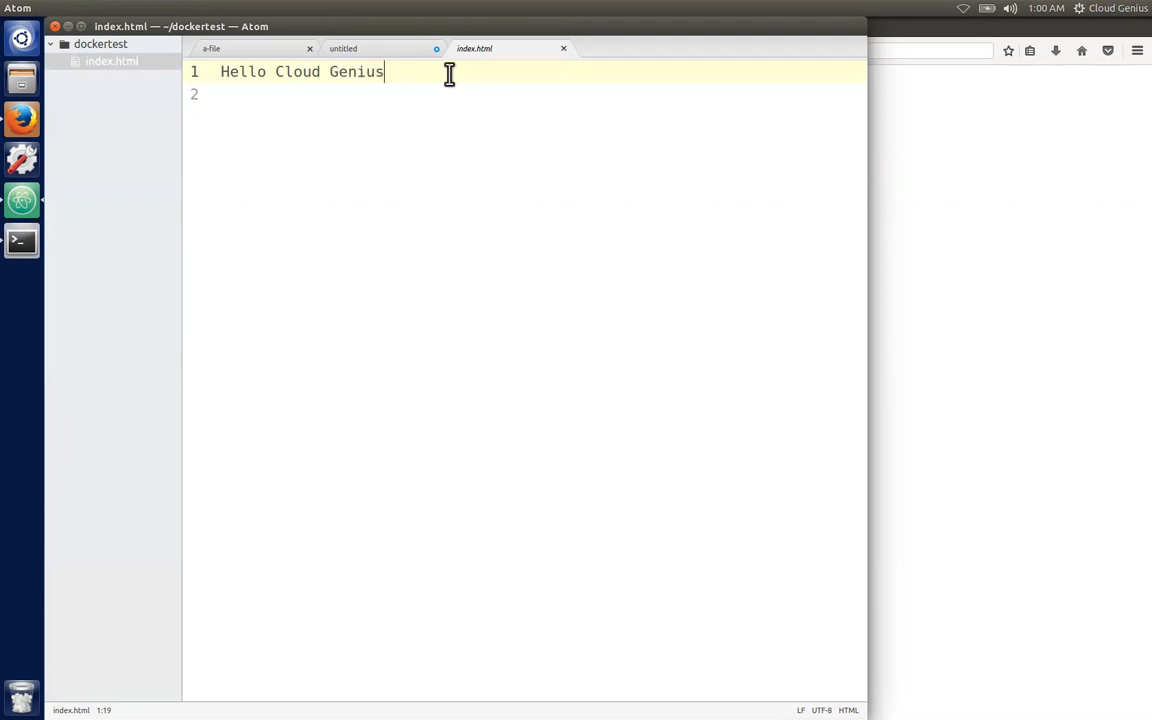 Atom
1:00 AM Cloud Genius
index.html — ~/dockertest — Atom
dockertest
index.html
a-file
untitled
index.html
1 Hello Cloud Genius
2
index.html 1:19
LF UTF-8 HTML